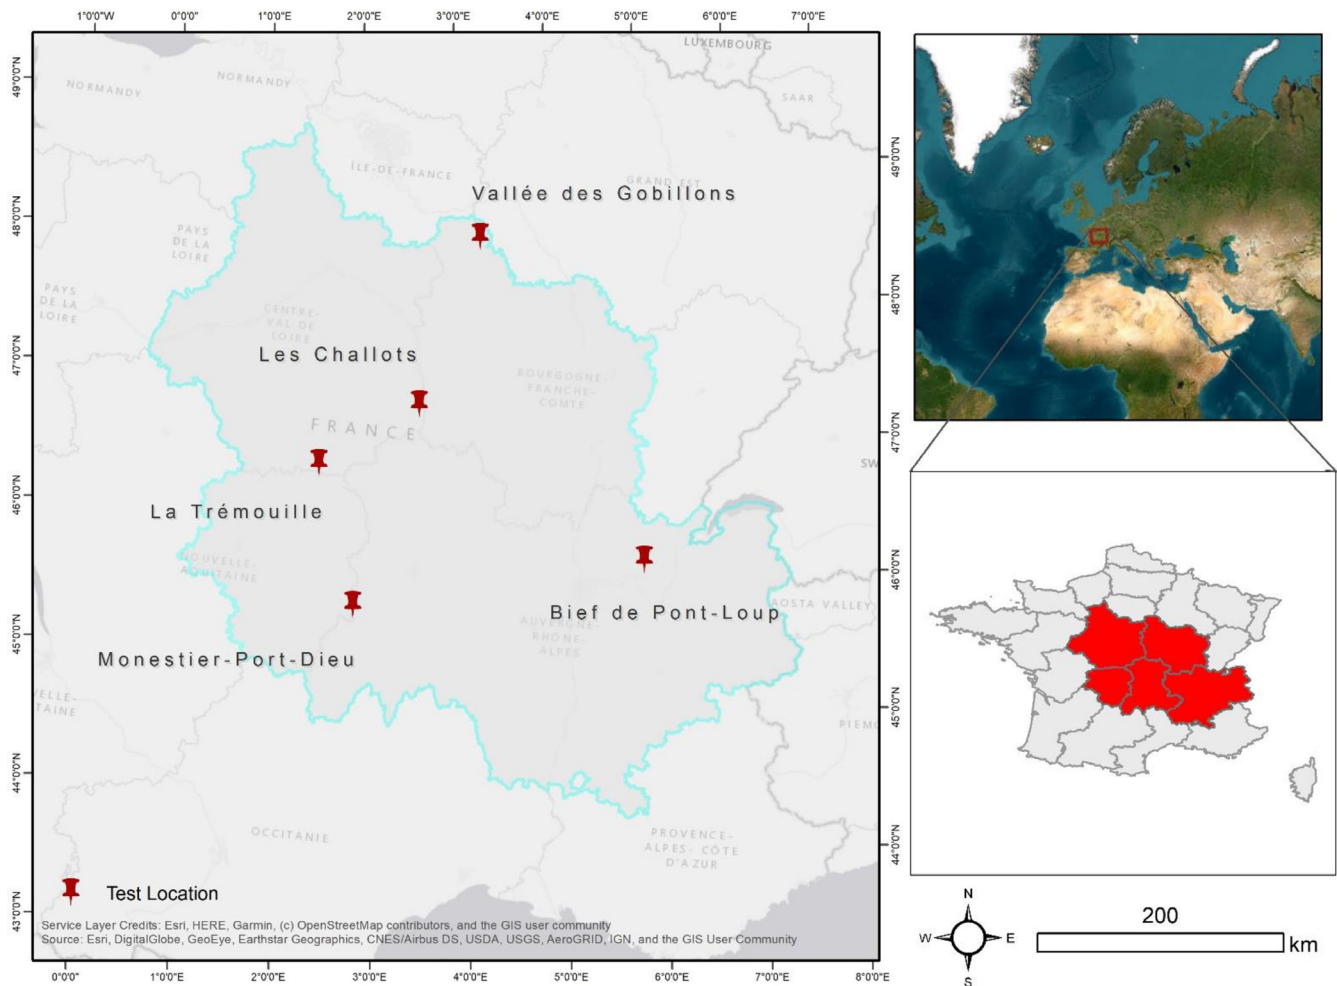 1°0'0"W 0°0'0" 1°0'0"E 2°0'0"E 3°0'0"E 4°0'0"E 5°0'0"E 6°0'0"E 7°0'0"E
LUXEMBOURG
49°0'0"N
NORMANDY
NORMANDY
SAAR
49°0'0"N
ÎLE-DE-FRANCE
GRAND EST
Vallée des Gobillons
48°0'0"N
PAYS
DE LA
LOIRE
PAYS
DE LA
LOIRE
48°0'0"N
CENTRE-
VAL DE
LOIRE
47°0'0"N
Les Challots
BOURGOGNE-
FRANCHE-
COMTE
FRANCE
47°0'0"N
SW
46°0'0"N
La Trémouille
NOUVELLE-
AQUITAINE
46°0'0"N
Bief de Pont-Loup
AOSTA VALLEY
AUVERGNE-
RHÔNE-
ALPES
45°0'0"N
Monestier-Port-Dieu
VELLE-
TAINE
45°0'0"N
PIEM
44°0'0"N
OCCITANIE
PROVENCE-
ALPES- CÔTE
D'AZUR
44°0'0"N
Test Location
43°0'0"N
Service Layer Credits: Esri, HERE, Garmin, (c) OpenStreetMap contributors, and the GIS user community
Source: Esri, DigitalGlobe, GeoEye, Earthstar Geographics, CNES/Airbus DS, USDA, USGS, AeroGRID, IGN, and the GIS User Community
0°0'0" 1°0'0"E 2°0'0"E 3°0'0"E 4°0'0"E 5°0'0"E 6°0'0"E 7°0'0"E 8°0'0"E
N
W E
S
200
km